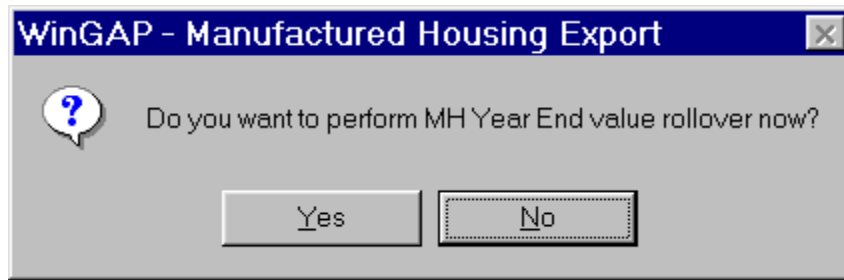 WinGAP - Manufactured Housing Export
Do you want to perform MH Year End value rollover now?
Yes No